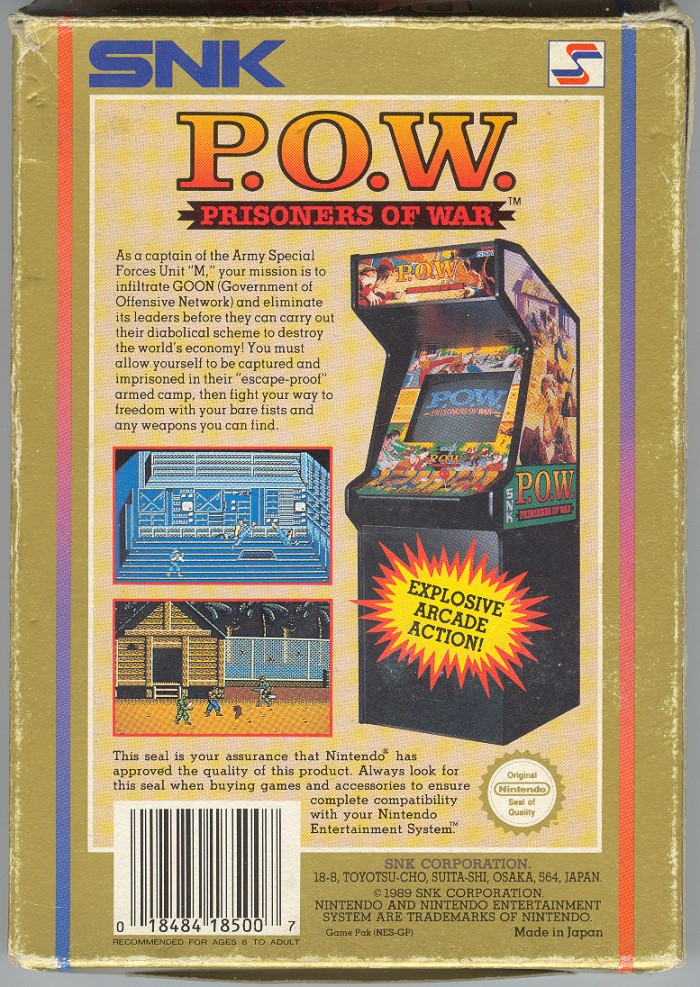 SNK
P.O.W.™
PRISONERS OF WAR
As a captain of the Army Special
Forces Unit "M," your mission is to
infiltrate GOON (Government of
Offensive Network) and eliminate
its leaders before they can carry out
their diabolical scheme to destroy
the world's economy! You must
allow yourself to be captured and
imprisoned in their "escape-proof"
armed camp, then fight your way to
freedom with your bare fists and
any weapons you can find.
SNK
P.O.W.
P.O.W.
PRISONERS OF WAR
P.O.W.
SNK
P.O.W.
PRISONERS OF WAR
EXPLOSIVE
ARCADE
ACTION!
This seal is your assurance that Nintendo® has
approved the quality of this product. Always look for
this seal when buying games and accessories to ensure
complete compatibility
with your Nintendo
Entertainment System.™
Original
Nintendo
Seal of
Quality
TM
SNK CORPORATION.
18-8, TOYOTSU-CHO, SUITA-SHI, OSAKA, 564, JAPAN.
©1989 SNK CORPORATION.
NINTENDO AND NINTENDO ENTERTAINMENT
SYSTEM ARE TRADEMARKS OF NINTENDO.
Game Pak (NES-GP) Made in Japan
0 18484 18500 7
RECOMMENDED FOR AGES 8 TO ADULT